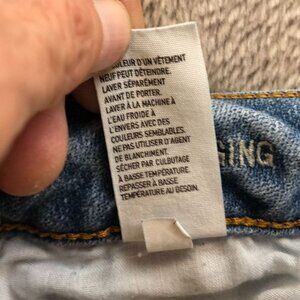 COULEUR D'UN VÊTEMENT
NEUF PEUT DÉTEINDRE.
LAVER SÉPARÉMENT
AVANT DE PORTER.
LAVER À LA MACHINE À
L'EAU FROIDE À
L'ENVERS AVEC DES
COULEURS SEMBLABLES.
NE PAS UTILISER D'AGENT
DE BLANCHIMENT.
SÉCHER PAR CULBUTAGE
À BASSE TEMPÉRATURE
REPASSER À BASSE
TEMPÉRATURE AU BESOIN.